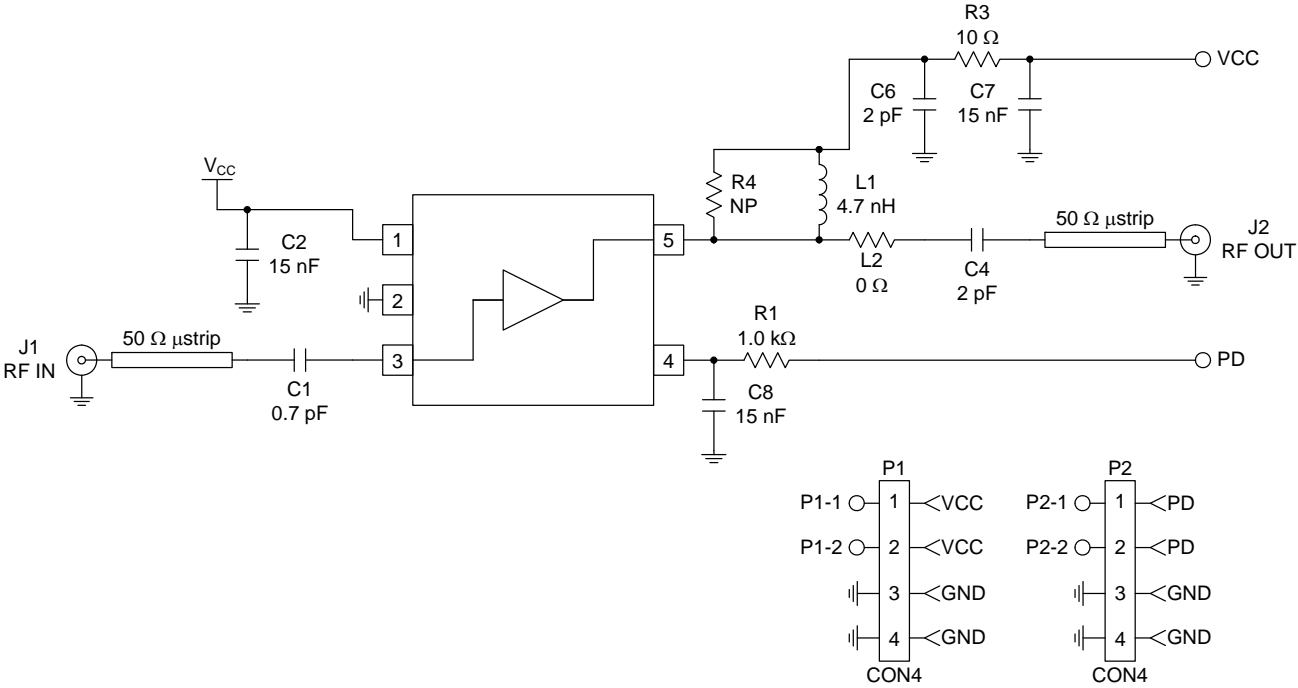 R3
10 Ω
VCC
C6
2 pF
C7
15 nF
VCC
R4
NP
L1
4.7 nH
C2
15 nF
1
5
50 Ω µstrip
J2
RF OUT
L2
0 Ω
C4
2 pF
2
R1
1.0 kΩ
J1
RF IN
50 Ω µstrip
3
4
PD
C1
0.7 pF
C8
15 nF
P1
P1-1 1 VCC
P1-2 2 VCC
3 GND
4 GND
CON4
P2
P2-1 1 PD
P2-2 2 PD
3 GND
4 GND
CON4